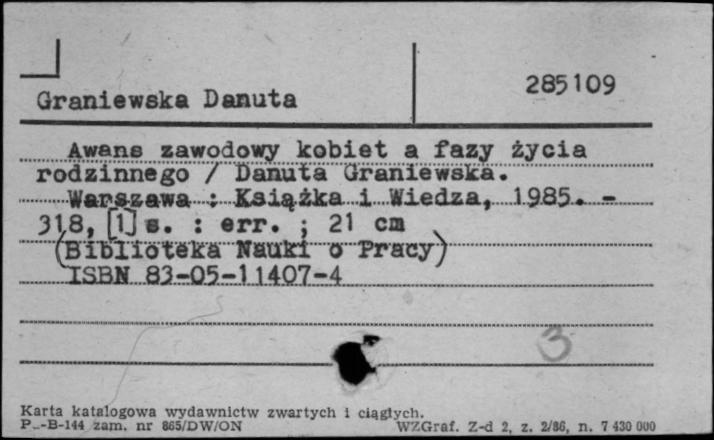 285109
Graniewska Danuta
Awans zawodowy kobiet a fazy życia
rodzinnego / Danuta Graniewska.
Warszawa : Książka i Wiedza, 1985. -
318, [1] s. : err. ; 21 cm
(Biblioteka Nauki o Pracy)
ISBN 83-05-11407-4
3
Karta katalogowa wydawnictw zwartych i ciągłych.
P-B-144 zam. nr 865/DW/ON WZGraf. Z-d 2, z. 2/86, n. 7 430 000